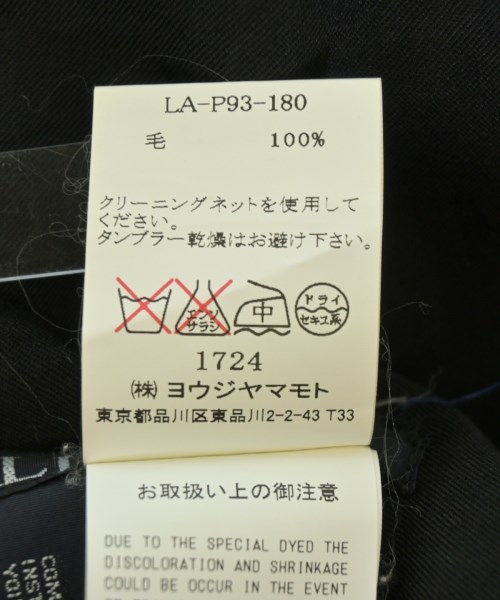 LA-P93-180
毛 100%
クリーニングネットを使用して
ください。
タンブラー乾燥はお避け下さい。
エンソ
サラシ
中
ドライ
セキユ系
1724
㈱ ヨウジヤマモト
東京都品川区東品川2-2-43 T33
お取扱い上の御注意
DUE TO THE SPECIAL DYED THE
DISCOLORATION AND SHRINKAGE
COULD BE OCCUR IN THE EVENT
COM
INST
YOU